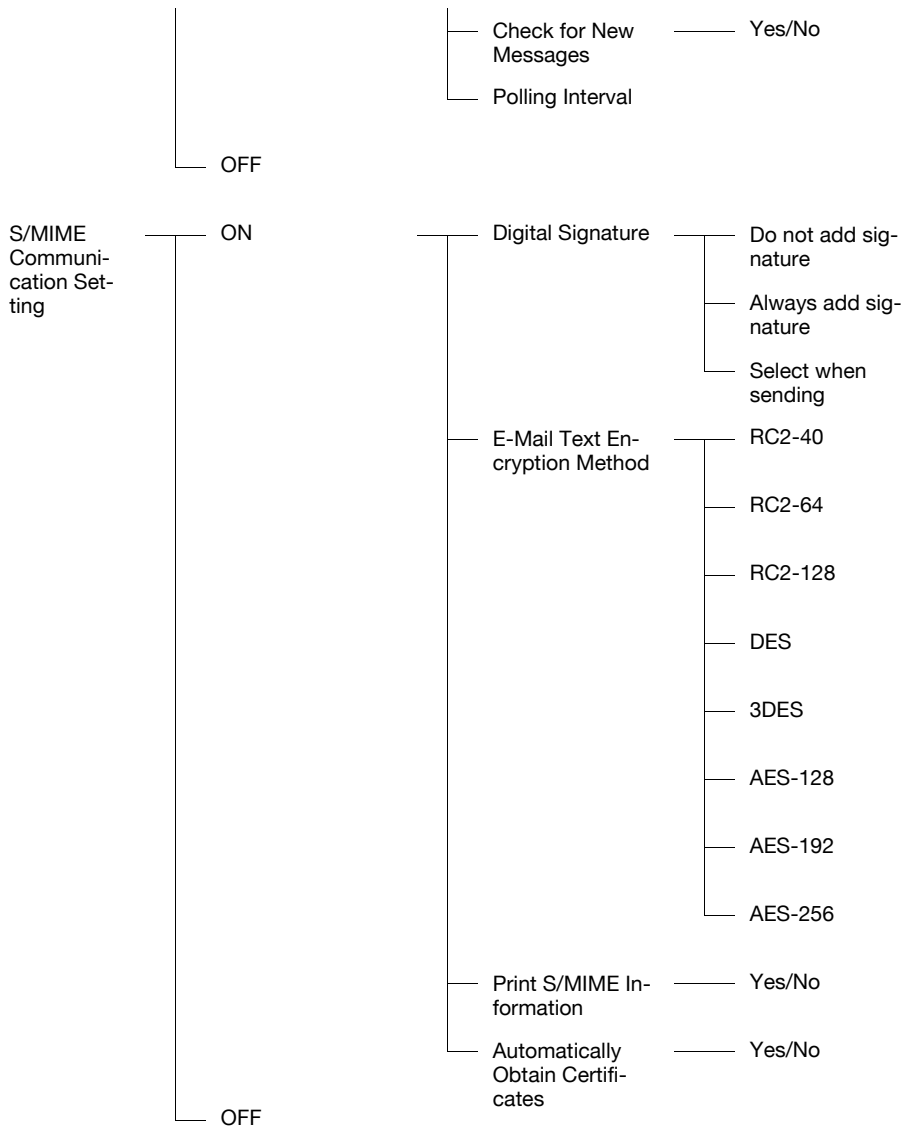 Check for New
Messages
Yes/No
Polling Interval
OFF
S/MIME
Communi-
cation Set-
ting
ON
Digital Signature
Do not add sig-
nature
Always add sig-
nature
Select when
sending
E-Mail Text En-
cryption Method
RC2-40
RC2-64
RC2-128
DES
3DES
AES-128
AES-192
AES-256
Print S/MIME In-
formation
Yes/No
Automatically
Obtain Certifi-
cates
Yes/No
OFF